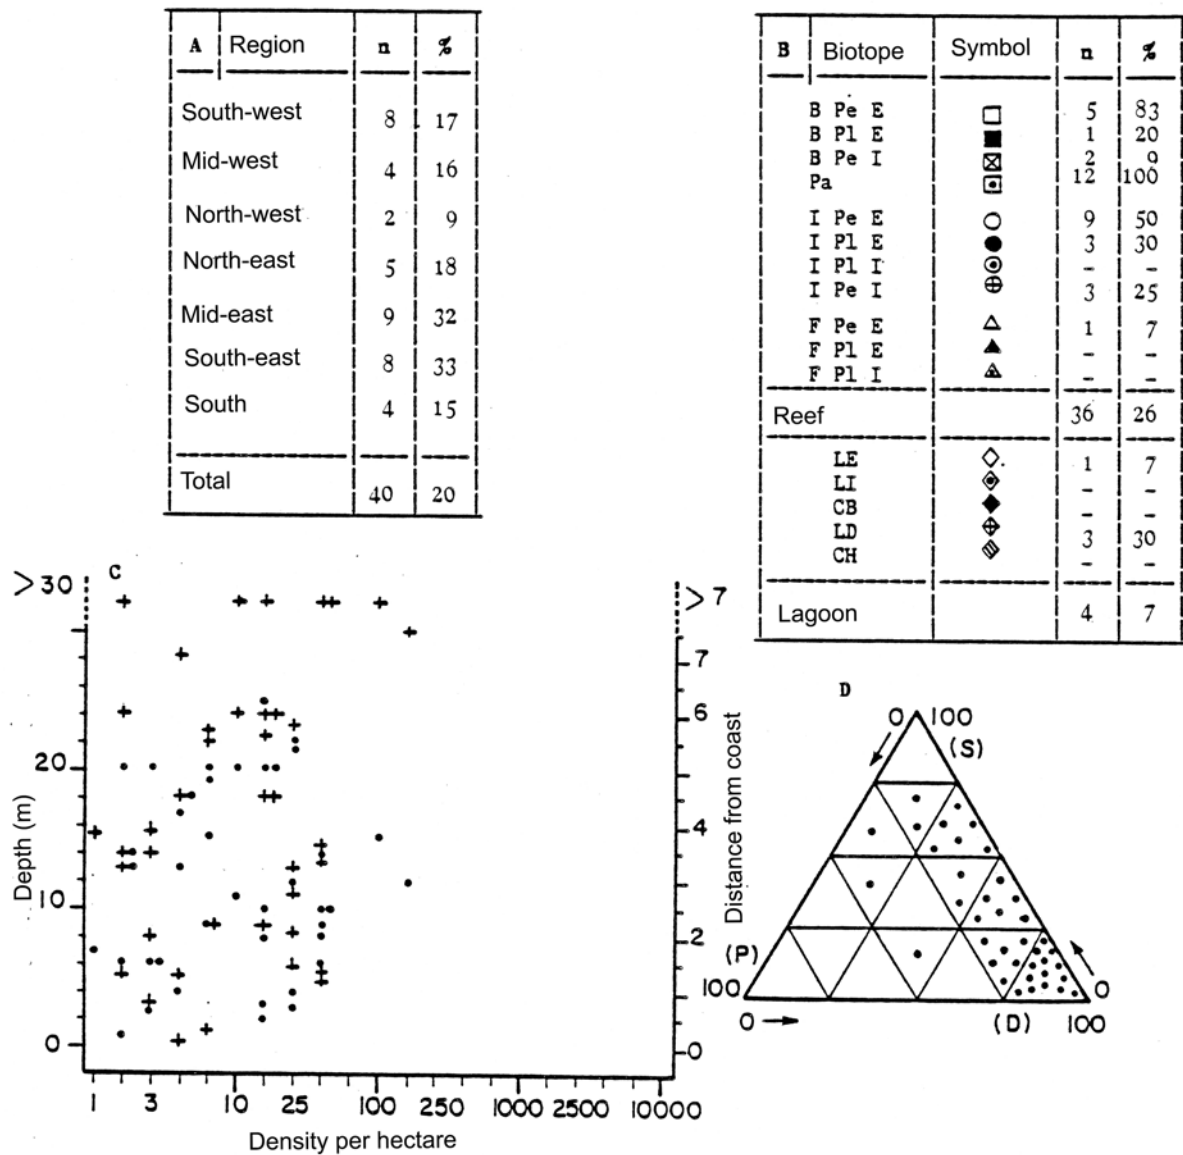 A Region n %
South-west 8 17
Mid-west 4 16
North-west 2 9
North-east 5 18
Mid-east 9 32
South-east 8 33
South 4 15
Total 40 20
B Biotope Symbol n %
B Pe E 5 83
B Pl E 1 20
B Pe I 2 9
Pa 12 100
I Pe E 9 50
I Pl E 3 30
I Pl I - -
I Pe I 3 25
F Pe E 1 7
F Pl E - -
F Pl I - -
Reef 36 26
LE 1 7
LI - -
CB - -
LD 3 30
CH - -
Lagoon 4 7
C
>30
20
10
0
Depth (m)
>7
7
6
4
2
1
0
Distance from coast
1 3 10 25 100 250 1000 2500 10000
Density per hectare
D
0 100
(S)
(P)
100
0
0
(D)
100